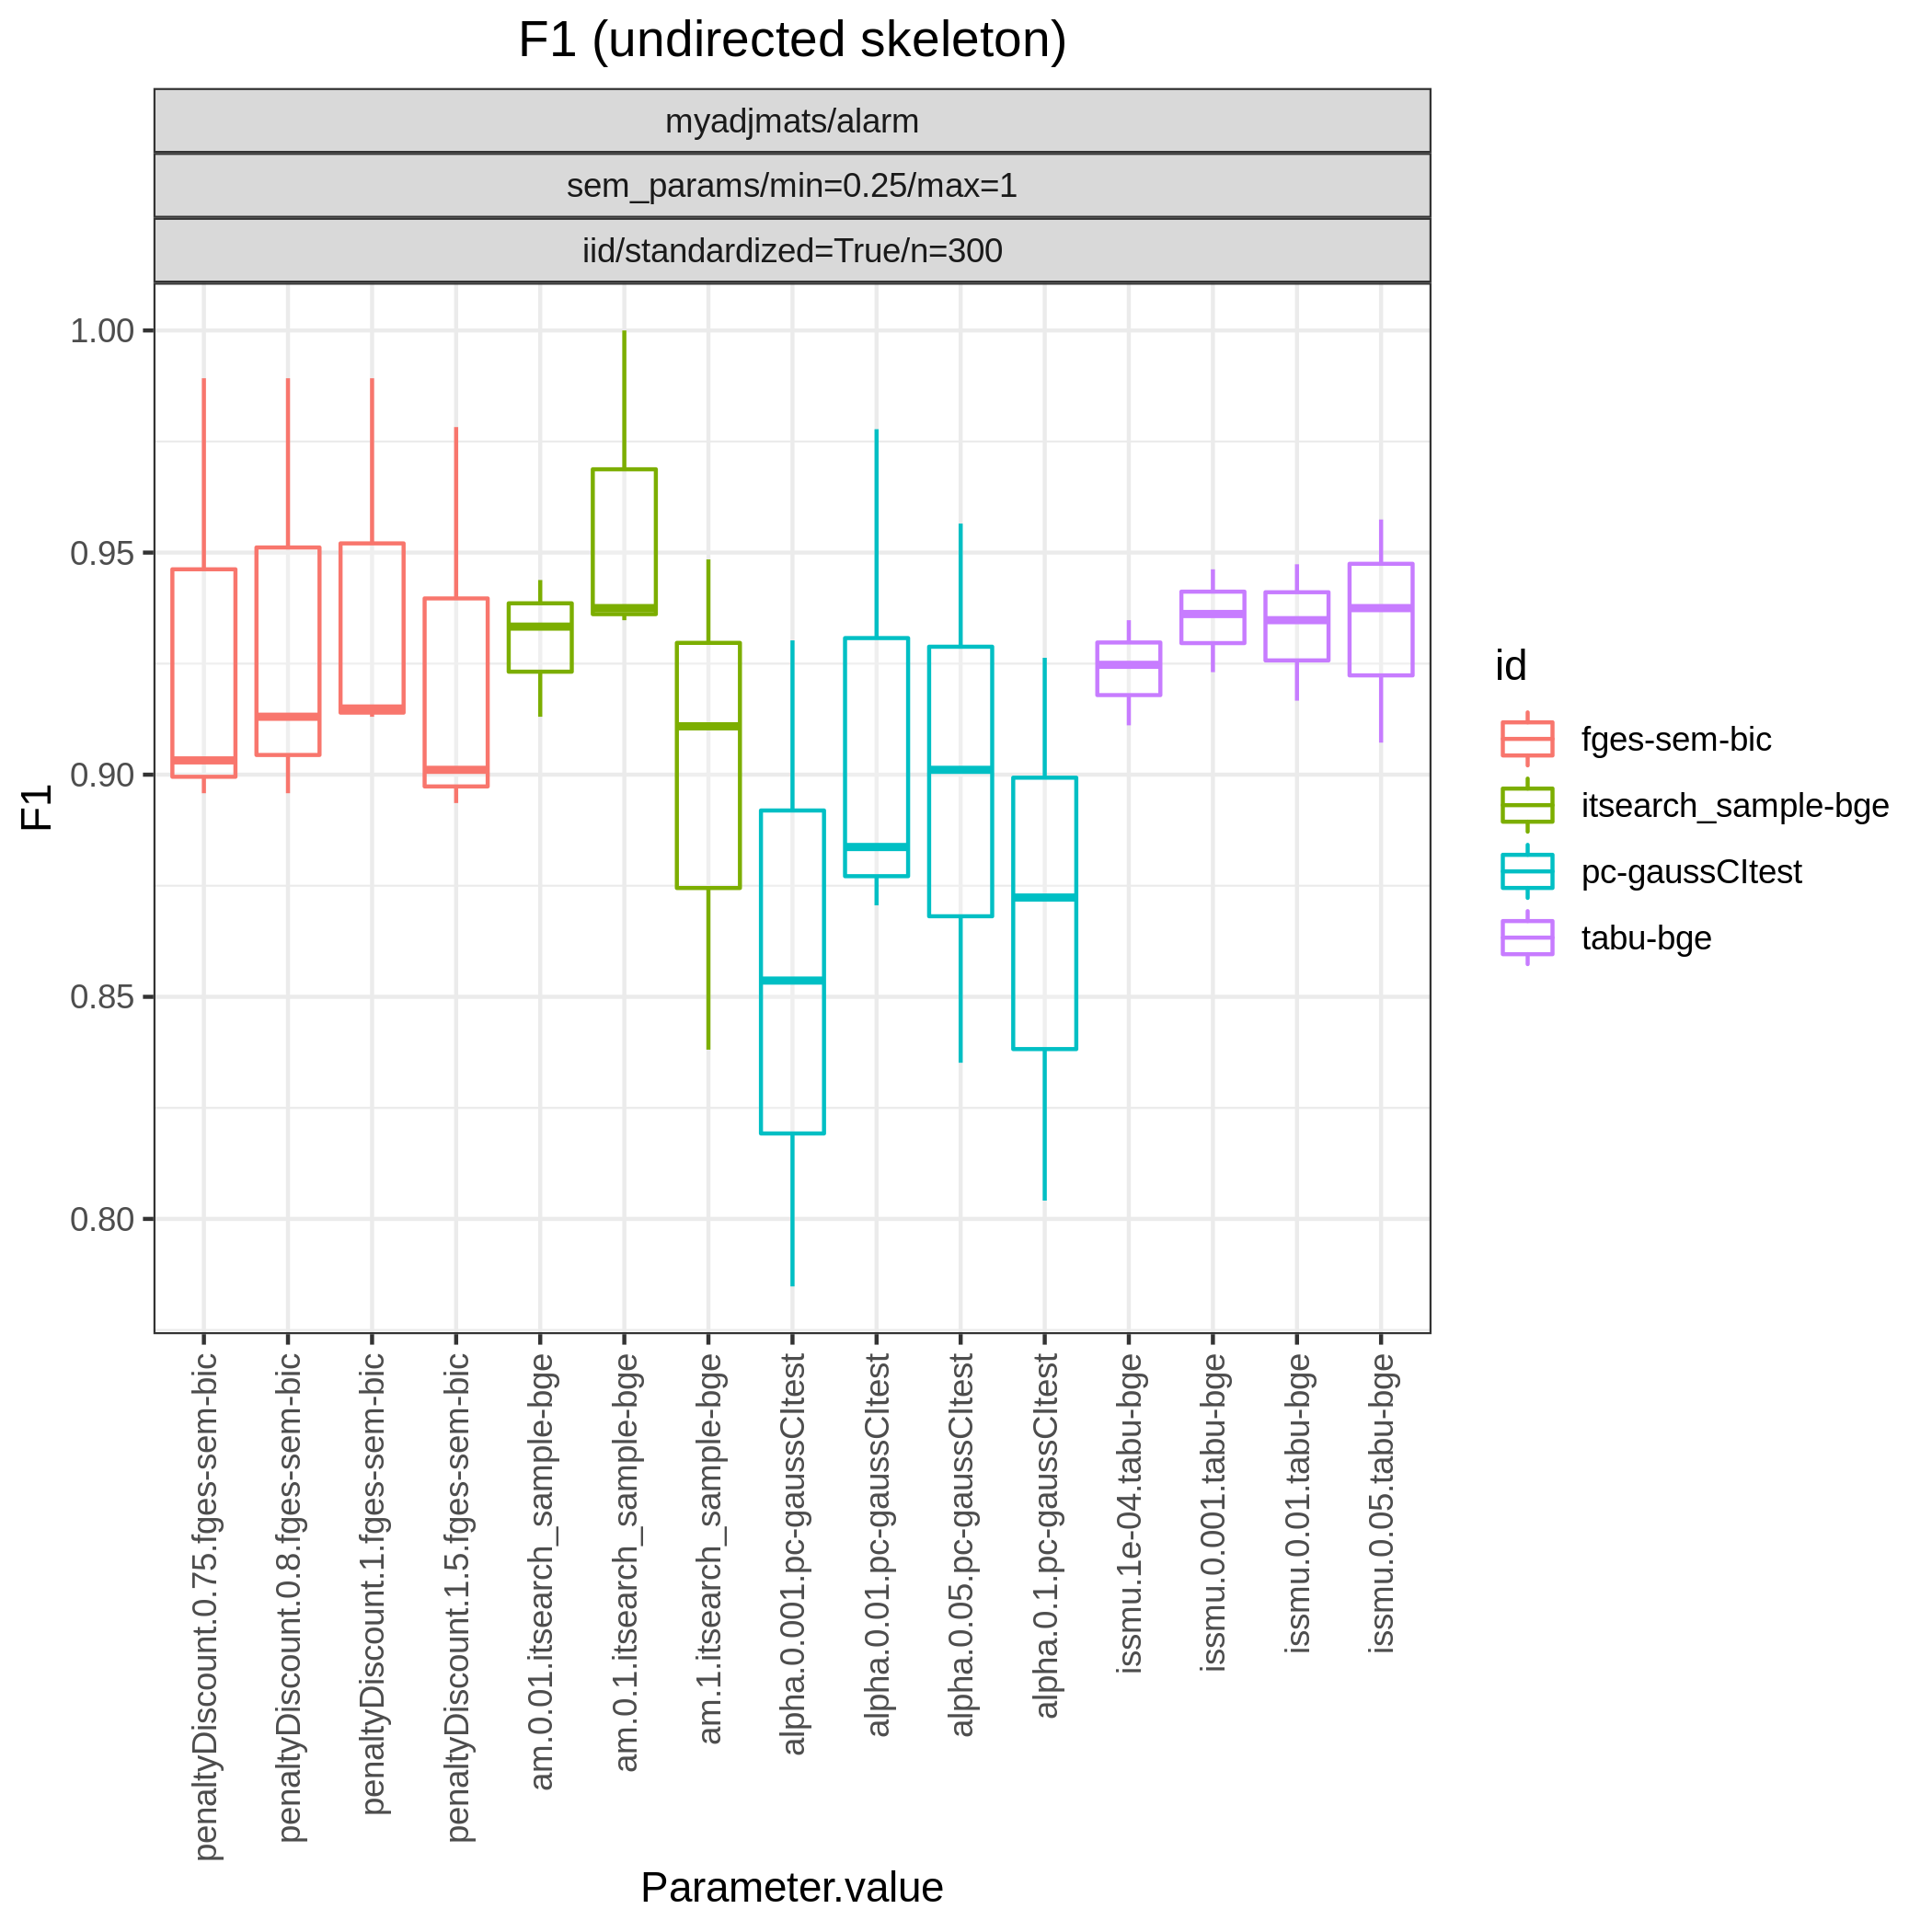 F1 (undirected skeleton)
myadjmats/alarm
sem_params/min=0.25/max=1
iid/standardized=True/n=300
1.00
0.95
0.90
0.85
0.80
F1
penaltyDiscount.0.75.fges-sem-bic
penaltyDiscount.0.8.fges-sem-bic
penaltyDiscount.1.fges-sem-bic
penaltyDiscount.1.5.fges-sem-bic
am.0.01.itsearch_sample-bge
am.0.1.itsearch_sample-bge
am.1.itsearch_sample-bge
alpha.0.001.pc-gaussCItest
alpha.0.01.pc-gaussCItest
alpha.0.05.pc-gaussCItest
alpha.0.1.pc-gaussCItest
issmu.1e-04.tabu-bge
issmu.0.001.tabu-bge
issmu.0.01.tabu-bge
issmu.0.05.tabu-bge
Parameter.value
id
fges-sem-bic
itsearch_sample-bge
pc-gaussCItest
tabu-bge